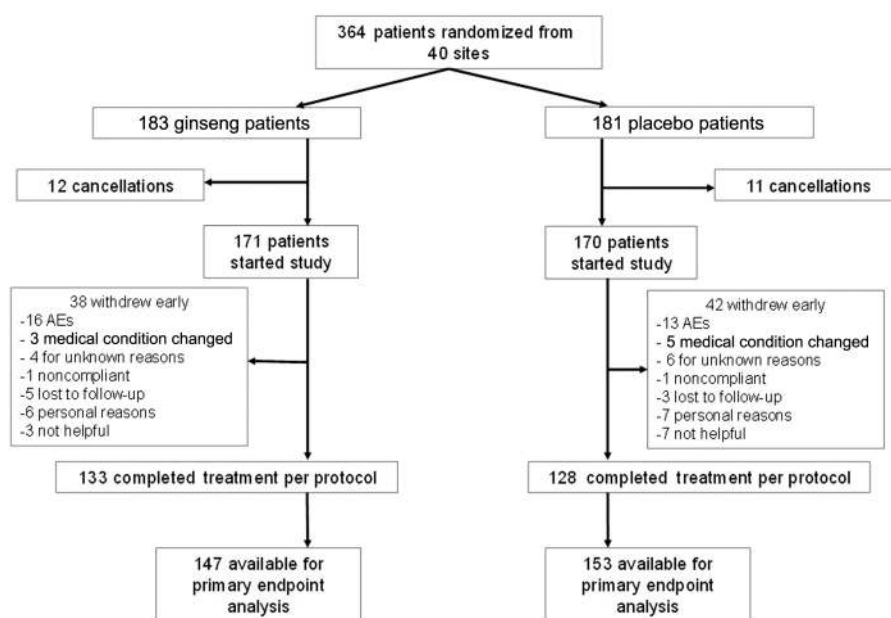 364 patients randomized from
40 sites
183 ginseng patients
181 placebo patients
12 cancellations
11 cancellations
171 patients
started study
170 patients
started study
38 withdrew early
-16 AEs
- 3 medical condition changed
- 4 for unknown reasons
-1 noncompliant
-5 lost to follow-up
-6 personal reasons
-3 not helpful
42 withdrew early
-13 AEs
- 5 medical condition changed
- 6 for unknown reasons
-1 noncompliant
-3 lost to follow-up
-7 personal reasons
-7 not helpful
133 completed treatment per protocol
128 completed treatment per protocol
147 available for
primary endpoint
analysis
153 available for
primary endpoint
analysis